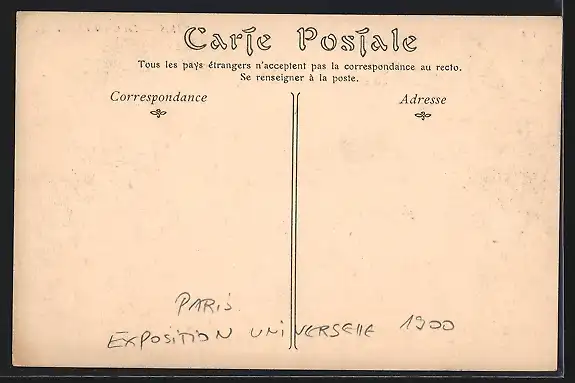 Carte Postale
Tous les pays étrangers n'acceptent pas la correspondance au recto.
Se renseigner à la poste.
Correspondance
Adresse
PARIS
EXPOSITION UNIVERSELLE 1900